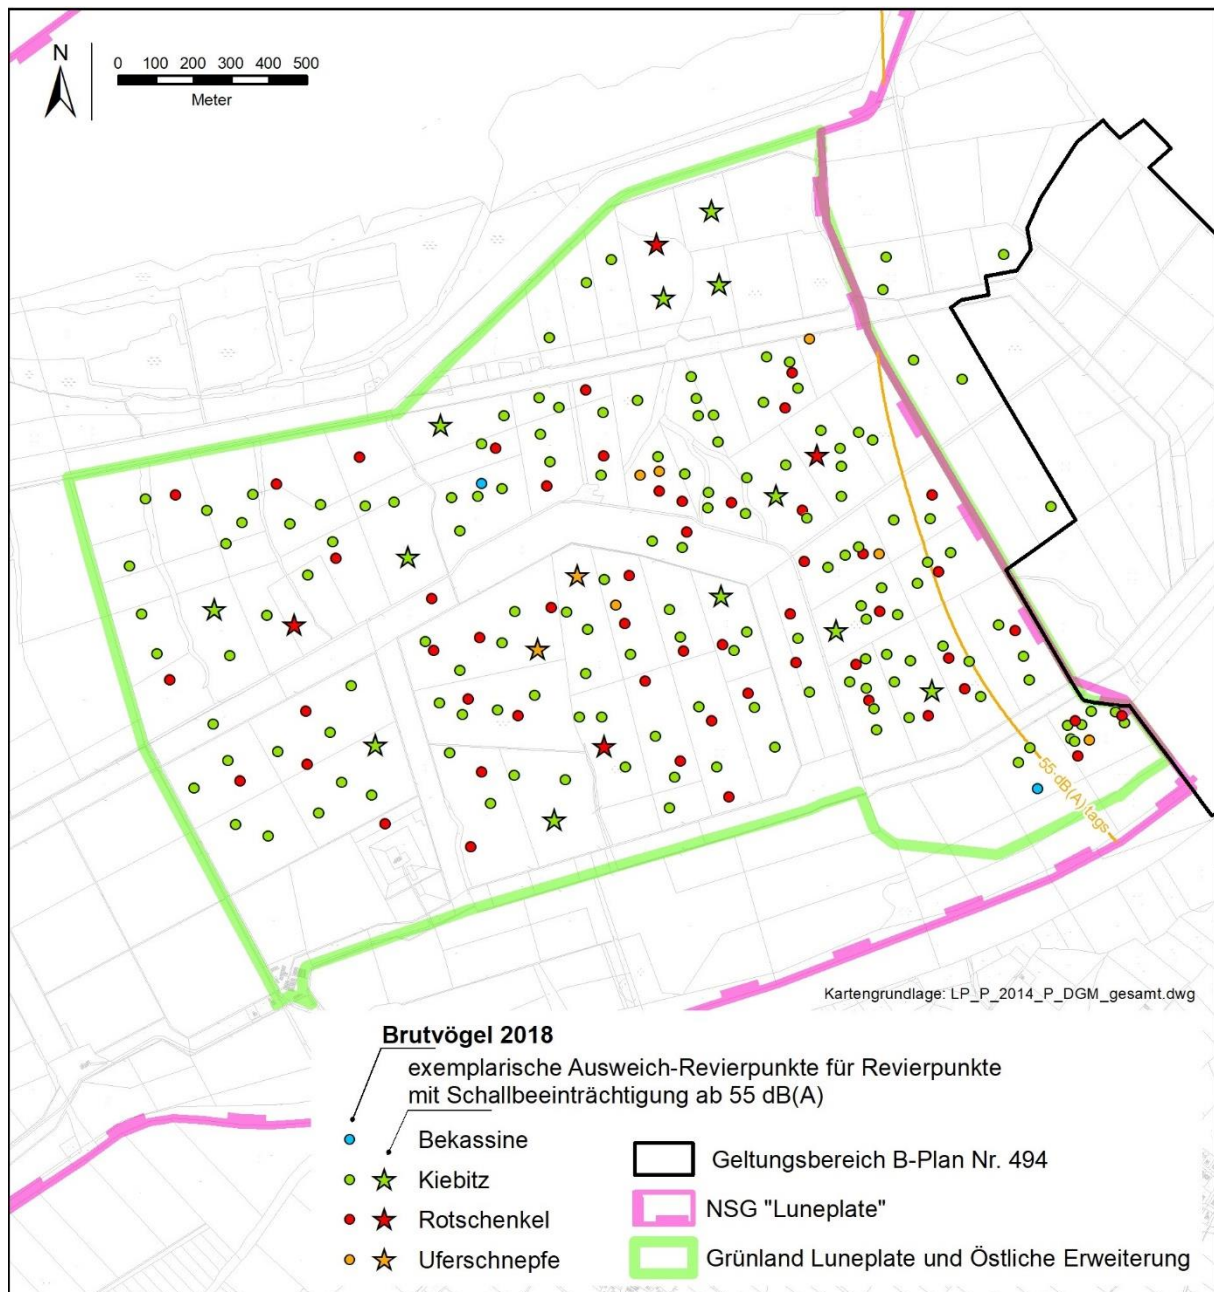 N
0 100 200 300 400 500
Meter
55 dB(A) tags
Kartengrundlage: LP_P_2014_P_DGM_gesamt.dwg
Brutvögel 2018
exemplarische Ausweich-Revierpunkte für Revierpunkte
mit Schallbeeinträchtigung ab 55 dB(A)
Bekassine
Kiebitz
Rotschenkel
Uferschnepfe
Geltungsbereich B-Plan Nr. 494
NSG "Luneplate"
Grünland Luneplate und Östliche Erweiterung